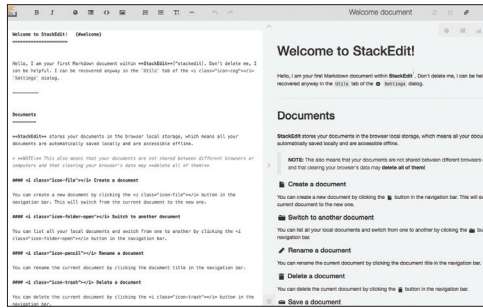 Welcome document
Welcome to StackEdit! {#welcome}
=====================
Hello, I am your first Markdown document within **StackEdit**[^stackedit]. Don't delete me, I
can be helpful. I can be recovered anyway in the `Utils` tab of the <i class="icon-cog"></i>
`Settings` dialog.
----------
Documents
---------
**StackEdit** stores your documents in the browser local storage, which means all your
documents are automatically saved locally and are accessible offline.
> **NOTE:** This also means that your documents are not shared between different browsers or
computers and that clearing your browser's data may **delete all of them!**
#### <i class="icon-file"></i> Create a document
You can create a new document by clicking the <i class="icon-file"></i> button in the
navigation bar. This will switch from the current document to the new one.
#### <i class="icon-folder-open"></i> Switch to another document
You can list all your local documents and switch from one to another by clicking the <i
class="icon-folder-open"></i> button in the navigation bar.
#### <i class="icon-pencil"></i> Rename a document
You can rename the current document by clicking the document title in the navigation bar.
#### <i class="icon-trash"></i> Delete a document
You can delete the current document by clicking the <i class="icon-trash"></i> button in the
navigation bar.
Welcome to StackEdit!
Hello, I am your first Markdown document within StackEdit. Don't delete me, I can be hel
recovered anyway in the Utils tab of the Settings dialog.
Documents
StackEdit stores your documents in the browser local storage, which means all your docu
automatically saved locally and are accessible offline.
NOTE: This also means that your documents are not shared between different browsers a
and that clearing your browser's data may delete all of them!
Create a document
You can create a new document by clicking the button in the navigation bar. This will sw
current document to the new one.
Switch to another document
You can list all your local documents and switch from one to another by clicking the bu
navigation bar.
Rename a document
You can rename the current document by clicking the document title in the navigation bar.
Delete a document
You can delete the current document by clicking the button in the navigation bar.
Save a document